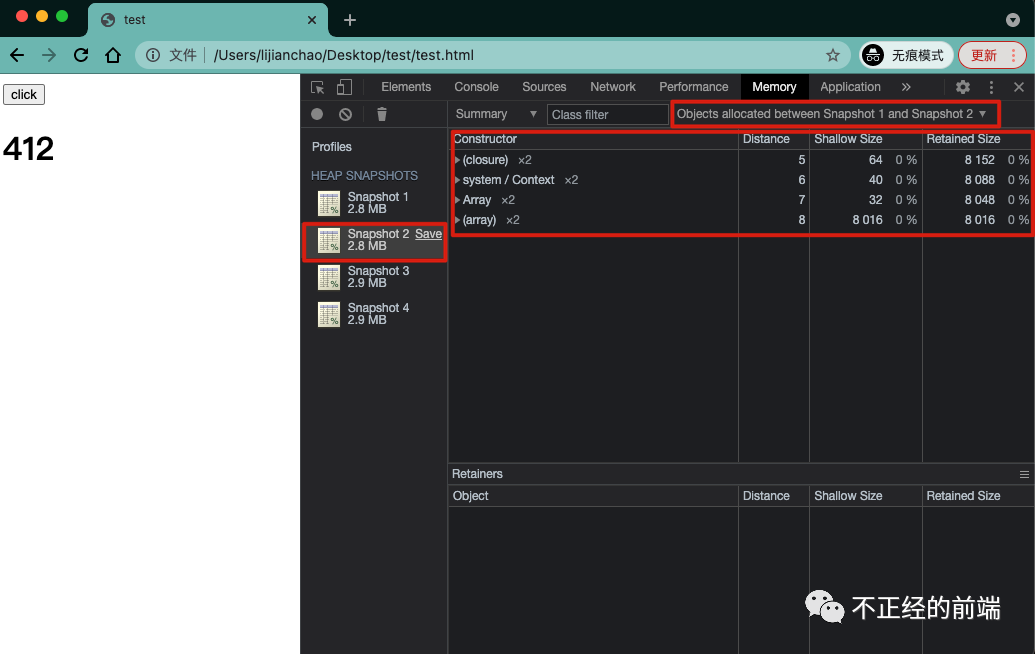 test
文件 /Users/lijianchao/Desktop/test/test.html 无痕模式 更新
click
412
Elements Console Sources Network Performance Memory Application
Summary Class filter Objects allocated between Snapshot 1 and Snapshot 2
Profiles
HEAP SNAPSHOTS
Snapshot 1
2.8 MB
Snapshot 2 Save
2.8 MB
Snapshot 3
2.9 MB
Snapshot 4
2.9 MB
Constructor Distance Shallow Size Retained Size
(closure) ×2 5 64 0 % 8 152 0 %
system / Context ×2 6 40 0 % 8 088 0 %
Array ×2 7 32 0 % 8 048 0 %
(array) ×2 8 8 016 0 % 8 016 0 %
Retainers
Object Distance Shallow Size Retained Size
不正经的前端